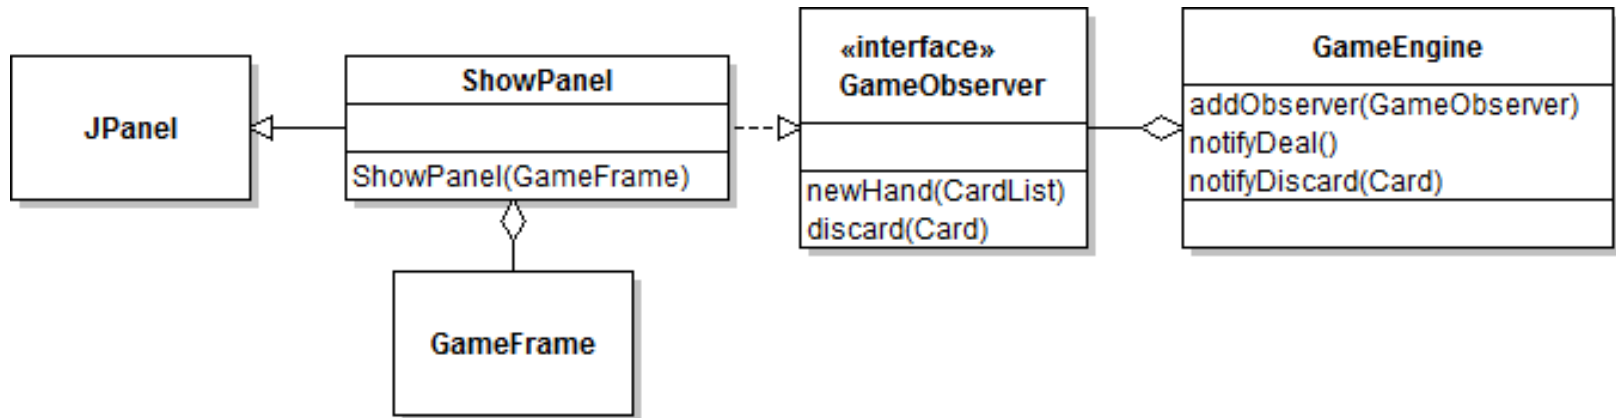 JPanel
ShowPanel
ShowPanel(GameFrame)
GameFrame
«interface»
GameObserver
newHand(CardList)
discard(Card)
GameEngine
addObserver(GameObserver)
notifyDeal()
notifyDiscard(Card)